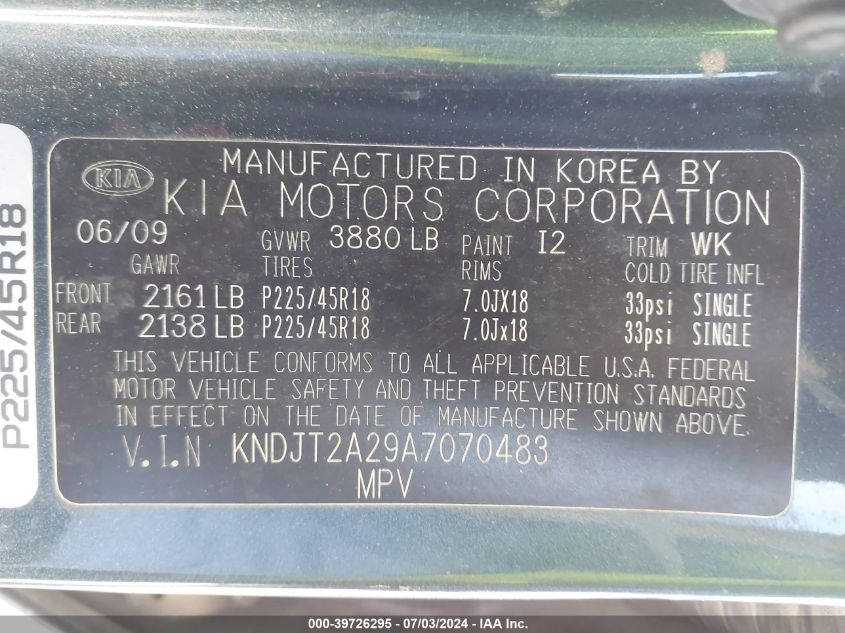 P225/45R18
KIA
MANUFACTURED IN KOREA BY
KIA MOTORS CORPORATION
06/09 GVWR 3880 LB PAINT I2 TRIM WK
GAWR TIRES RIMS COLD TIRE INFL
FRONT 2161 LB P225/45R18 7.0JX18 33psi SINGLE
REAR 2138 LB P225/45R18 7.0Jx18 33psi SINGLE
THIS VEHICLE CONFORMS TO ALL APPLICABLE U.S.A. FEDERAL
MOTOR VEHICLE SAFETY AND THEFT PREVENTION STANDARDS
IN EFFECT ON THE DATE OF MANUFACTURE SHOWN ABOVE.
V.I.N KNDJT2A29A7070483
MPV
000-39726295 - 07/03/2024 - IAA Inc.